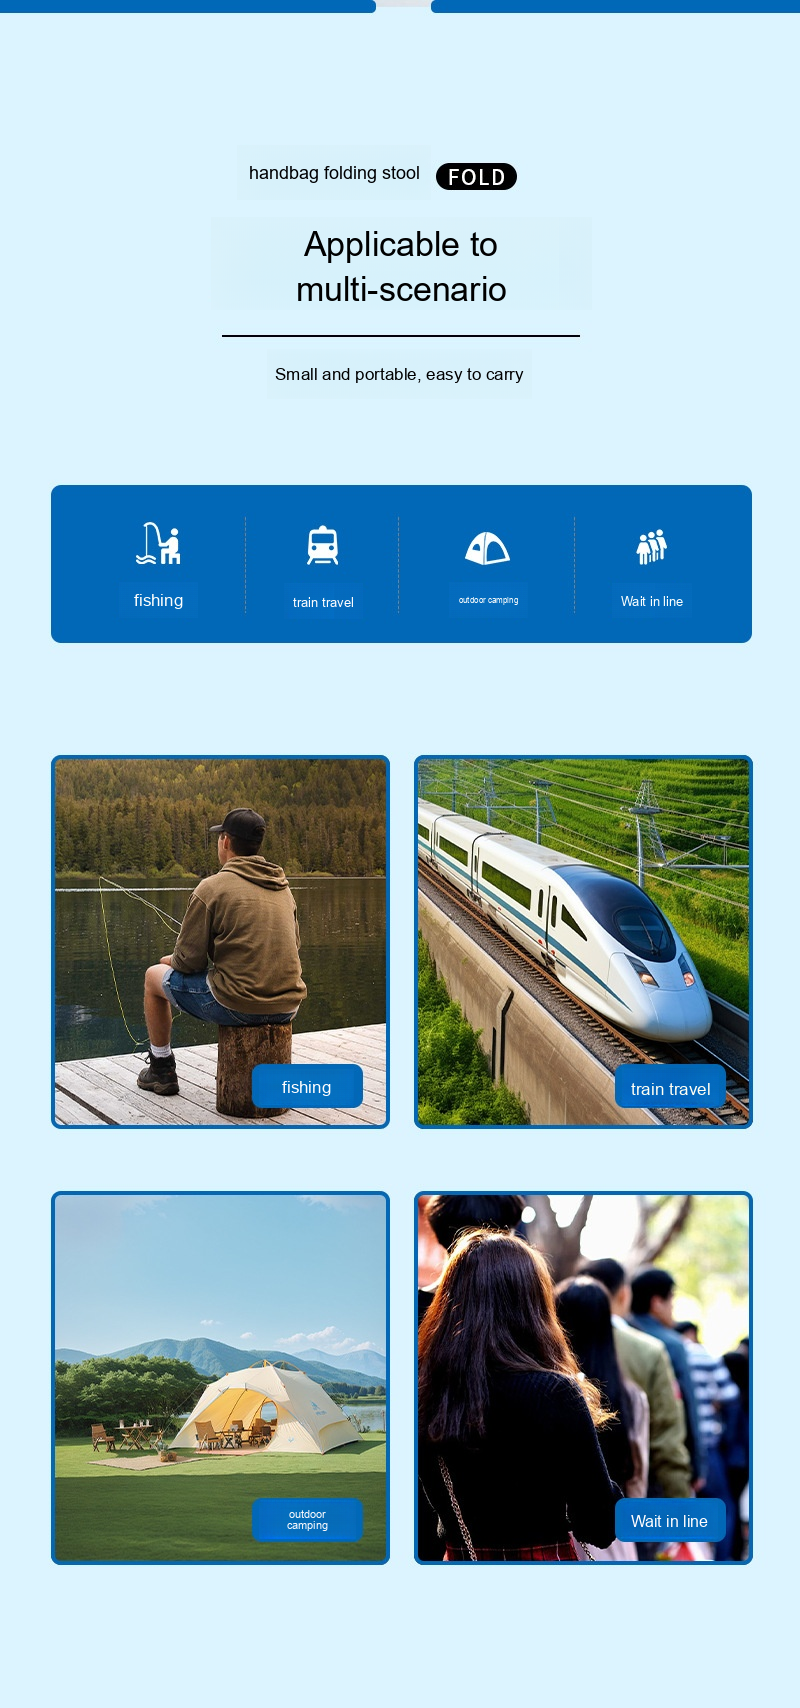 handbag folding stool FOLD
Applicable to
multi-scenario
Small and portable, easy to carry
fishing
train travel
outdoor camping
Wait in line
fishing
train travel
outdoor
camping
Wait in line